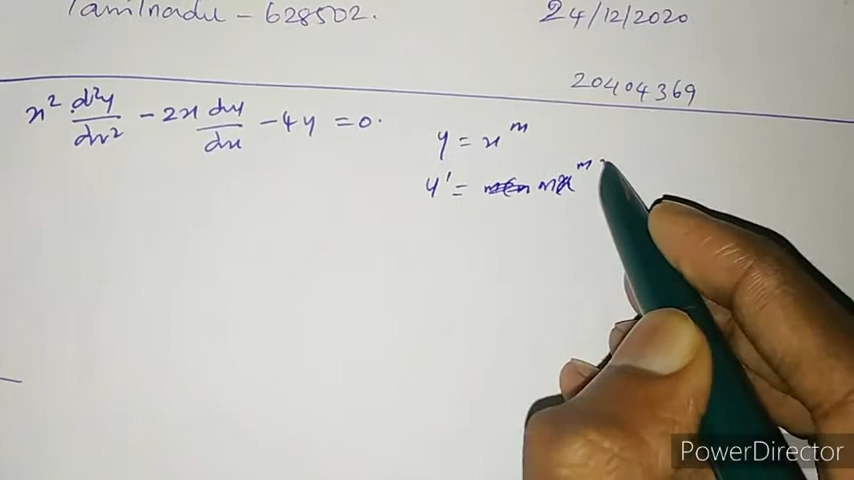 Tamilnadu - 628502.
24/12/2020
20404369
x² d²y/dx² - 2x dy/dx - 4y = 0.
y = x^m
y' = mx^m
PowerDirector